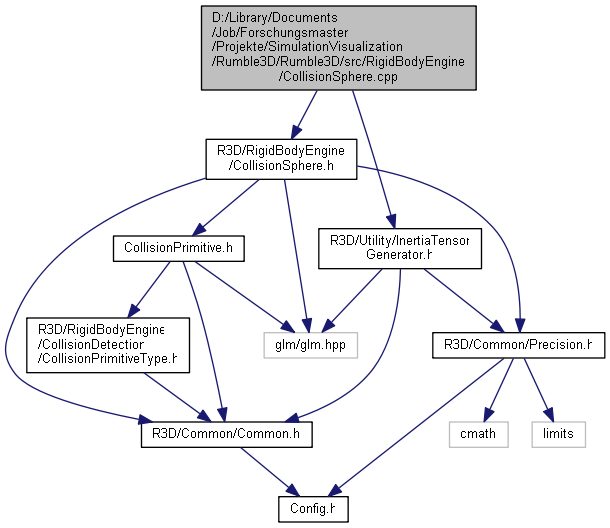 D:/Library/Documents
/Job/Forschungsmaster
/Projekte/SimulationVisualization
/Rumble3D/Rumble3D/src/RigidBodyEngine
/CollisionSphere.cpp
R3D/RigidBodyEngine
/CollisionSphere.h
CollisionPrimitive.h
R3D/Utility/InertiaTensor
Generator.h
R3D/RigidBodyEngine
/CollisionDetection
/CollisionPrimitiveType.h
glm/glm.hpp
R3D/Common/Precision.h
R3D/Common/Common.h
cmath
limits
Config.h